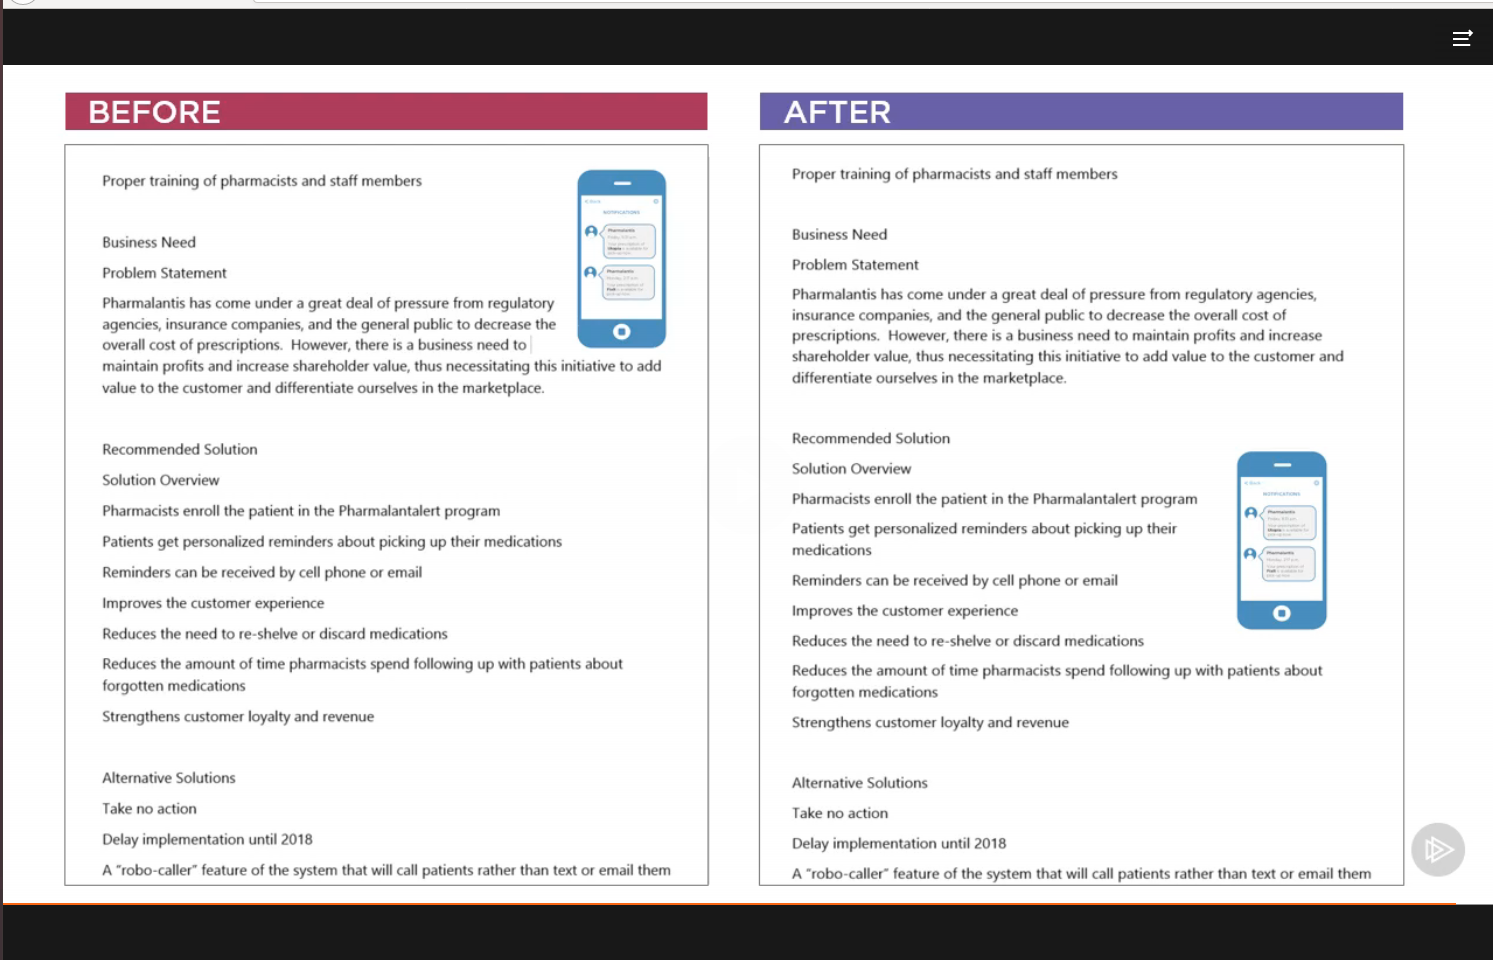 BEFORE
Proper training of pharmacists and staff members
NOTIFICATIONS
Pharmalantis
Pharmalantis
Business Need
Problem Statement
Pharmalantis has come under a great deal of pressure from regulatory
agencies, insurance companies, and the general public to decrease the
overall cost of prescriptions.  However, there is a business need to
maintain profits and increase shareholder value, thus necessitating this initiative to add
value to the customer and differentiate ourselves in the marketplace.
Recommended Solution
Solution Overview
Pharmacists enroll the patient in the Pharmalantalert program
Patients get personalized reminders about picking up their medications
Reminders can be received by cell phone or email
Improves the customer experience
Reduces the need to re-shelve or discard medications
Reduces the amount of time pharmacists spend following up with patients about
forgotten medications
Strengthens customer loyalty and revenue
Alternative Solutions
Take no action
Delay implementation until 2018
A "robo-caller" feature of the system that will call patients rather than text or email them
AFTER
Proper training of pharmacists and staff members
Business Need
Problem Statement
Pharmalantis has come under a great deal of pressure from regulatory agencies,
insurance companies, and the general public to decrease the overall cost of
prescriptions.  However, there is a business need to maintain profits and increase
shareholder value, thus necessitating this initiative to add value to the customer and
differentiate ourselves in the marketplace.
Recommended Solution
Solution Overview
Pharmacists enroll the patient in the Pharmalantalert program
Patients get personalized reminders about picking up their
medications
Reminders can be received by cell phone or email
Improves the customer experience
Reduces the need to re-shelve or discard medications
NOTIFICATIONS
Pharmalantis
Pharmalantis
Reduces the amount of time pharmacists spend following up with patients about
forgotten medications
Strengthens customer loyalty and revenue
Alternative Solutions
Take no action
Delay implementation until 2018
A "robo-caller" feature of the system that will call patients rather than text or email them